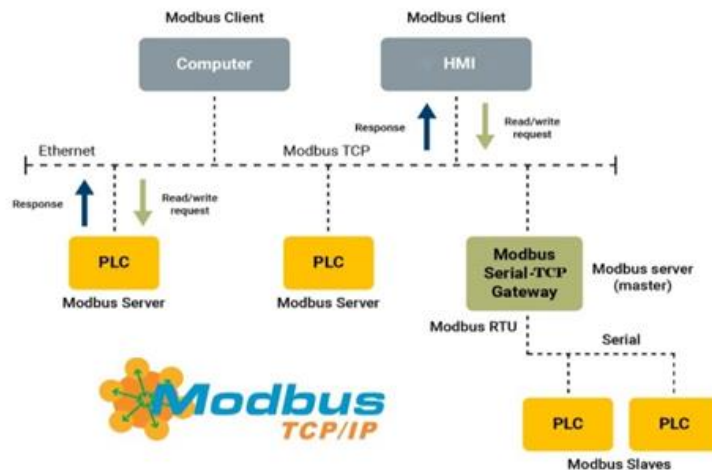 Modbus Client
Modbus Client
Computer
HMI
Response
Read/write
request
Ethernet
Modbus TCP
Response
Read/write
request
PLC
PLC
Modbus
Serial-TCP
Gateway
Modbus server
(master)
Modbus Server
Modbus Server
Modbus RTU
Serial
Modbus
TCP/IP
PLC
PLC
Modbus Slaves